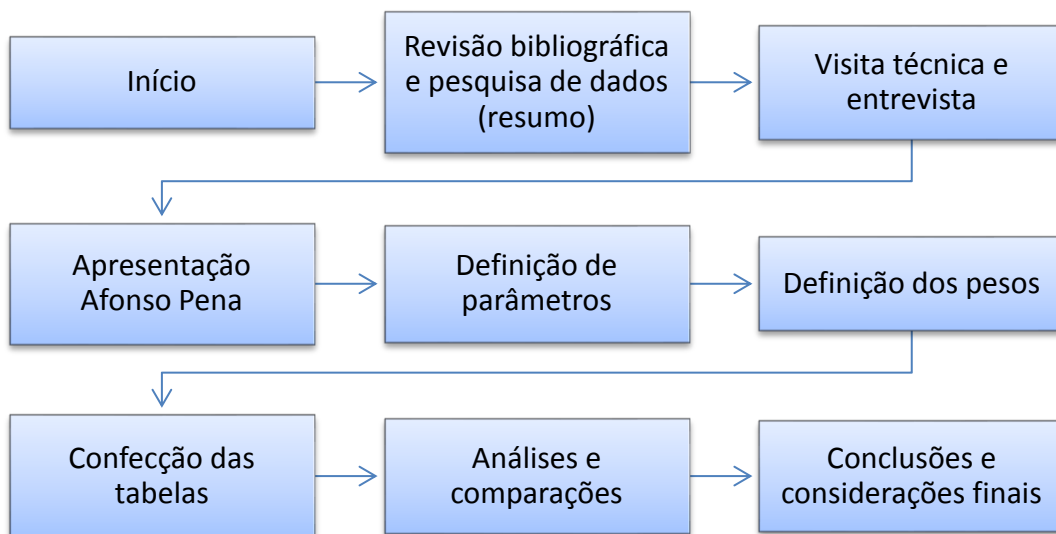 Início
Revisão bibliográfica
e pesquisa de dados
(resumo)
Visita técnica e
entrevista
Apresentação
Afonso Pena
Definição de
parâmetros
Definição dos pesos
Confecção das
tabelas
Análises e
comparações
Conclusões e
considerações finais